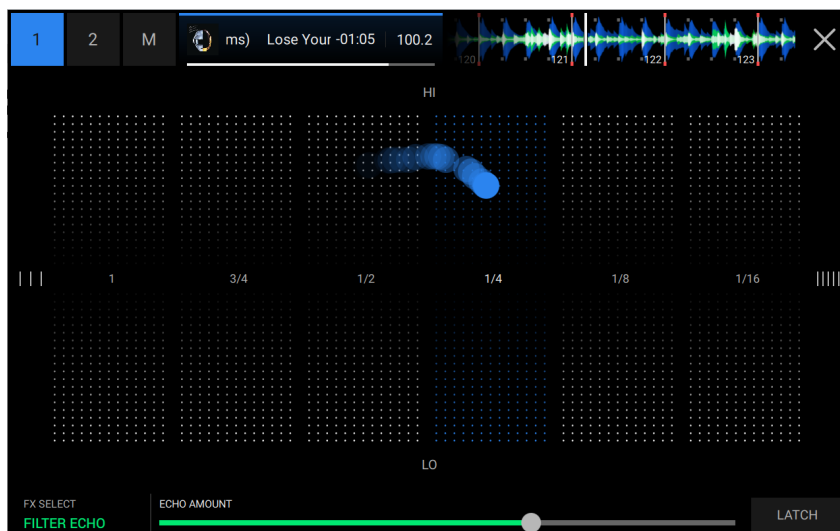 1 2 M ms) Lose Your -01:05 100.2
120 121 122 123
HI
1 3/4 1/2 1/4 1/8 1/16
LO
FX SELECT ECHO AMOUNT
FILTER ECHO LATCH